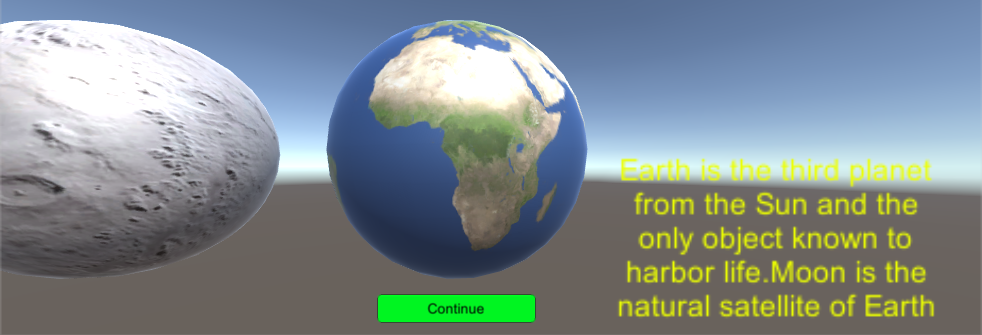 Earth is the third planet
from the Sun and the
only object known to
harbor life.Moon is the
natural satellite of Earth
Continue